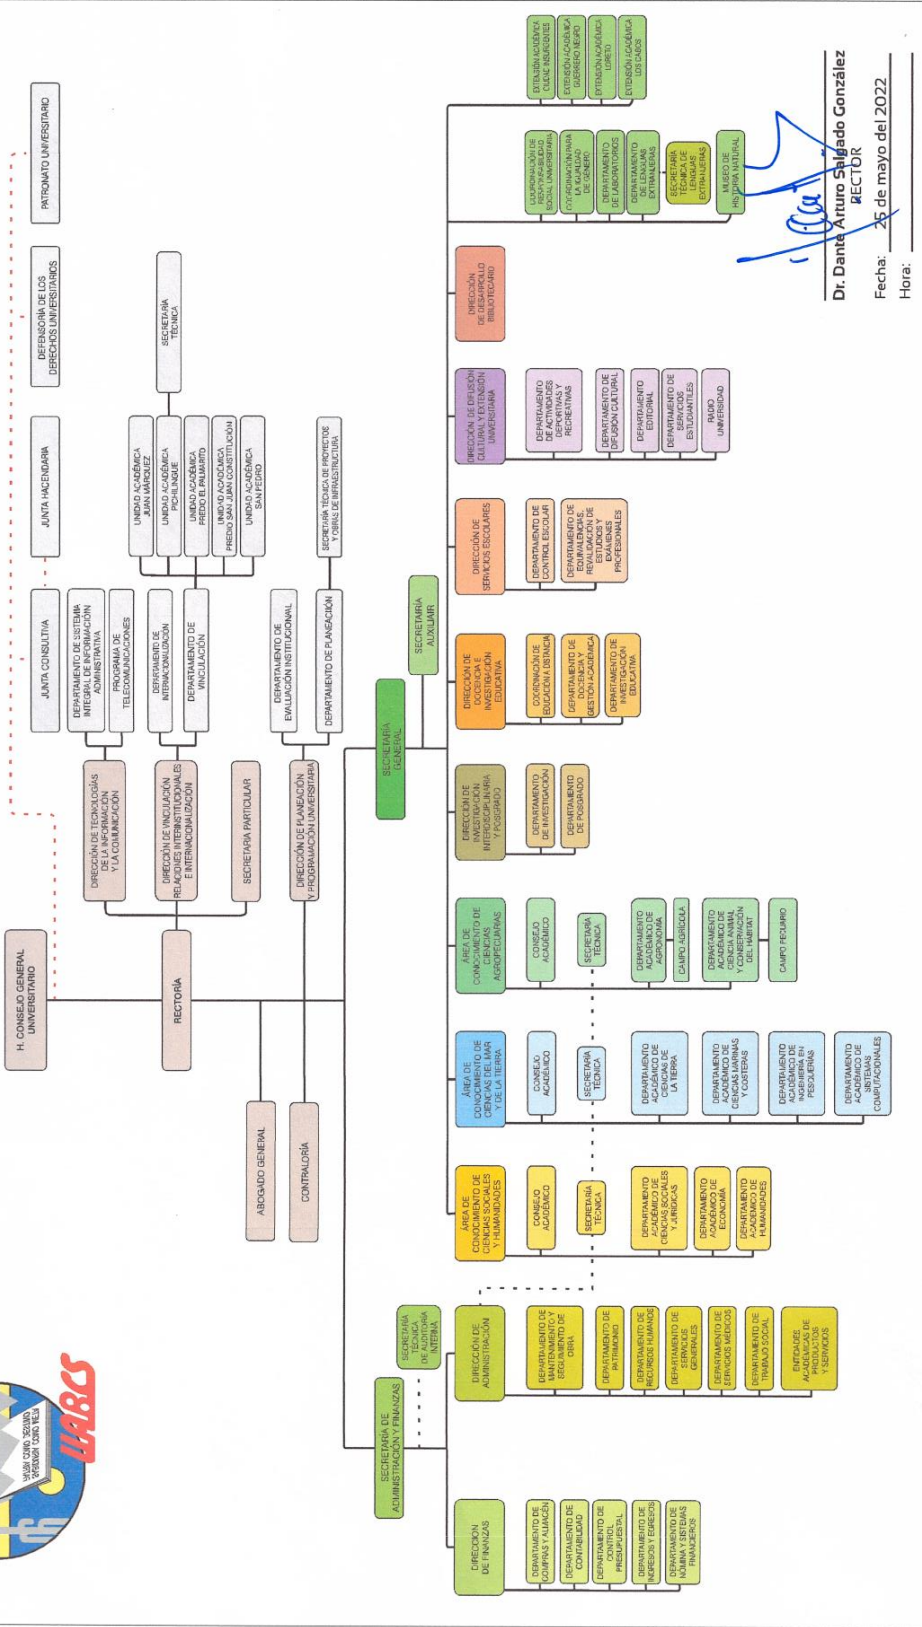 H. CONSEJO GENERAL
UNIVERSITARIO
JUNTA CONSULTIVA
JUNTA HACENDARIA
DEFENSORÍA DE LOS
DERECHOS UNIVERSITARIOS
PATRONATO UNIVERSITARIO
RECTORÍA
DIRECCIÓN DE TECNOLOGÍAS
DE LA INFORMACIÓN
Y LA COMUNICACIÓN
DEPARTAMENTO DE SISTEMA
INTEGRAL DE INFORMACIÓN
ADMINISTRATIVA
PROGRAMA DE
TELECOMUNICACIONES
DIRECCIÓN DE VINCULACIÓN
RELACIONES INTERINSTITUCIONALES
E INTERNACIONALIZACIÓN
DEPARTAMENTO DE
INTERNACIONALIZACIÓN
DEPARTAMENTO DE
VINCULACIÓN
UNIDAD ACADÉMICA
JUAN MÁRQUEZ
UNIDAD ACADÉMICA
PICHILINGUE
UNIDAD ACADÉMICA
PREDIO EL PALMARITO
UNIDAD ACADÉMICA
PREDIO SAN JUAN CONSTITUCIÓN
UNIDAD ACADÉMICA
SAN PEDRO
SECRETARÍA
TÉCNICA
SECRETARIA PARTICULAR
ABOGADO GENERAL
CONTRALORÍA
DIRECCIÓN DE PLANEACIÓN
Y PROGRAMACIÓN UNIVERSITARIA
DEPARTAMENTO DE
EVALUACIÓN INSTITUCIONAL
DEPARTAMENTO DE PLANEACIÓN
SECRETARÍA TÉCNICA DE PROYECTOS
Y OBRAS DE INFRAESTRUCTURA
SECRETARÍA DE
ADMINISTRACIÓN Y FINANZAS
SECRETARÍA
TÉCNICA
DE AUDITORÍA
INTERNA
SECRETARÍA
GENERAL
SECRETARÍA
AUXILIAR
DIRECCIÓN
DE FINANZAS
DEPARTAMENTO DE
COMPRAS Y ALMACÉN
DEPARTAMENTO DE
CONTABILIDAD
DEPARTAMENTO DE
CONTROL
PRESUPUESTAL
DEPARTAMENTO DE
INGRESOS Y EGRESOS
DEPARTAMENTO DE
NÓMINA Y SISTEMAS
FINANCIEROS
DIRECCIÓN DE
ADMINISTRACIÓN
DEPARTAMENTO DE
MANTENIMIENTO Y
SEGUIMIENTO DE
OBRA
DEPARTAMENTO DE
PATRIMONIO
DEPARTAMENTO DE
RECURSOS HUMANOS
DEPARTAMENTO DE
SERVICIOS
GENERALES
DEPARTAMENTO DE
SERVICIOS MÉDICOS
DEPARTAMENTO DE
TRABAJO SOCIAL
ENTIDADES
ACADÉMICAS DE
PRODUCTOS
Y SERVICIOS
ÁREA DE
CONOCIMIENTO DE
CIENCIAS SOCIALES
Y HUMANIDADES
CONSEJO
ACADÉMICO
SECRETARÍA
TÉCNICA
DEPARTAMENTO
ACADÉMICO DE
CIENCIAS SOCIALES
Y JURÍDICAS
DEPARTAMENTO
ACADÉMICO DE
ECONOMÍA
DEPARTAMENTO
ACADÉMICO DE
HUMANIDADES
ÁREA DE
CONOCIMIENTO DE
CIENCIAS DEL MAR
Y DE LA TIERRA
CONSEJO
ACADÉMICO
SECRETARÍA
TÉCNICA
DEPARTAMENTO
ACADÉMICO DE
CIENCIAS DE
LA TIERRA
DEPARTAMENTO
ACADÉMICO DE
CIENCIAS MARINAS
Y COSTERAS
DEPARTAMENTO
ACADÉMICO DE
INGENIERÍA EN
PESQUERÍAS
DEPARTAMENTO
ACADÉMICO DE
SISTEMAS
COMPUTACIONALES
ÁREA DE
CONOCIMIENTO DE
CIENCIAS
AGROPECUARIAS
CONSEJO
ACADÉMICO
SECRETARÍA
TÉCNICA
DEPARTAMENTO
ACADÉMICO DE
AGRONOMÍA
CAMPO AGRÍCOLA
DEPARTAMENTO
ACADÉMICO DE
CIENCIA ANIMAL
Y CONSERVACIÓN
DEL HÁBITAT
CAMPO PECUARIO
DIRECCIÓN DE
INVESTIGACIÓN
INTERDISCIPLINARIA
Y POSGRADO
DEPARTAMENTO
DE INVESTIGACIÓN
DEPARTAMENTO
DE POSGRADO
DIRECCIÓN DE
DOCENCIA E
INVESTIGACIÓN
EDUCATIVA
COORDINACIÓN DE
EDUCACIÓN A DISTANCIA
DEPARTAMENTO DE
DOCENCIA Y
GESTIÓN ACADÉMICA
DEPARTAMENTO DE
INVESTIGACIÓN
EDUCATIVA
DIRECCIÓN DE
SERVICIOS ESCOLARES
DEPARTAMENTO DE
CONTROL ESCOLAR
DEPARTAMENTO DE
EQUIVALENCIAS,
REVALIDACIÓN DE
ESTUDIOS Y
EXÁMENES
PROFESIONALES
DIRECCIÓN DE DIFUSIÓN
CULTURAL Y EXTENSIÓN
UNIVERSITARIA
DEPARTAMENTO
DE ACTIVIDADES
DEPORTIVAS Y
RECREATIVAS
DEPARTAMENTO DE
DIFUSIÓN CULTURAL
DEPARTAMENTO
EDITORIAL
DEPARTAMENTO DE
SERVICIOS
ESTUDIANTILES
RADIO
UNIVERSIDAD
DIRECCIÓN
DE DESARROLLO
BIBLIOTECARIO
COORDINACIÓN DE
RESPONSABILIDAD
SOCIAL UNIVERSITARIA
COORDINACIÓN PARA
LA IGUALDAD
DE GÉNERO
DEPARTAMENTO
DE LABORATORIOS
DEPARTAMENTO
DE LENGUAS
EXTRANJERAS
SECRETARÍA
TÉCNICA DE
LENGUAS
EXTRANJERAS
MUSEO DE
HISTORIA NATURAL
EXTENSIÓN ACADÉMICA
CIUDAD INSURGENTES
EXTENSIÓN ACADÉMICA
GUERRERO NEGRO
EXTENSIÓN ACADÉMICA
LORETO
EXTENSIÓN ACADÉMICA
LOS CABOS
UABCS
Dr. Dante Arturo Salgado González
RECTOR
Fecha: 25 de mayo del 2022
Hora: